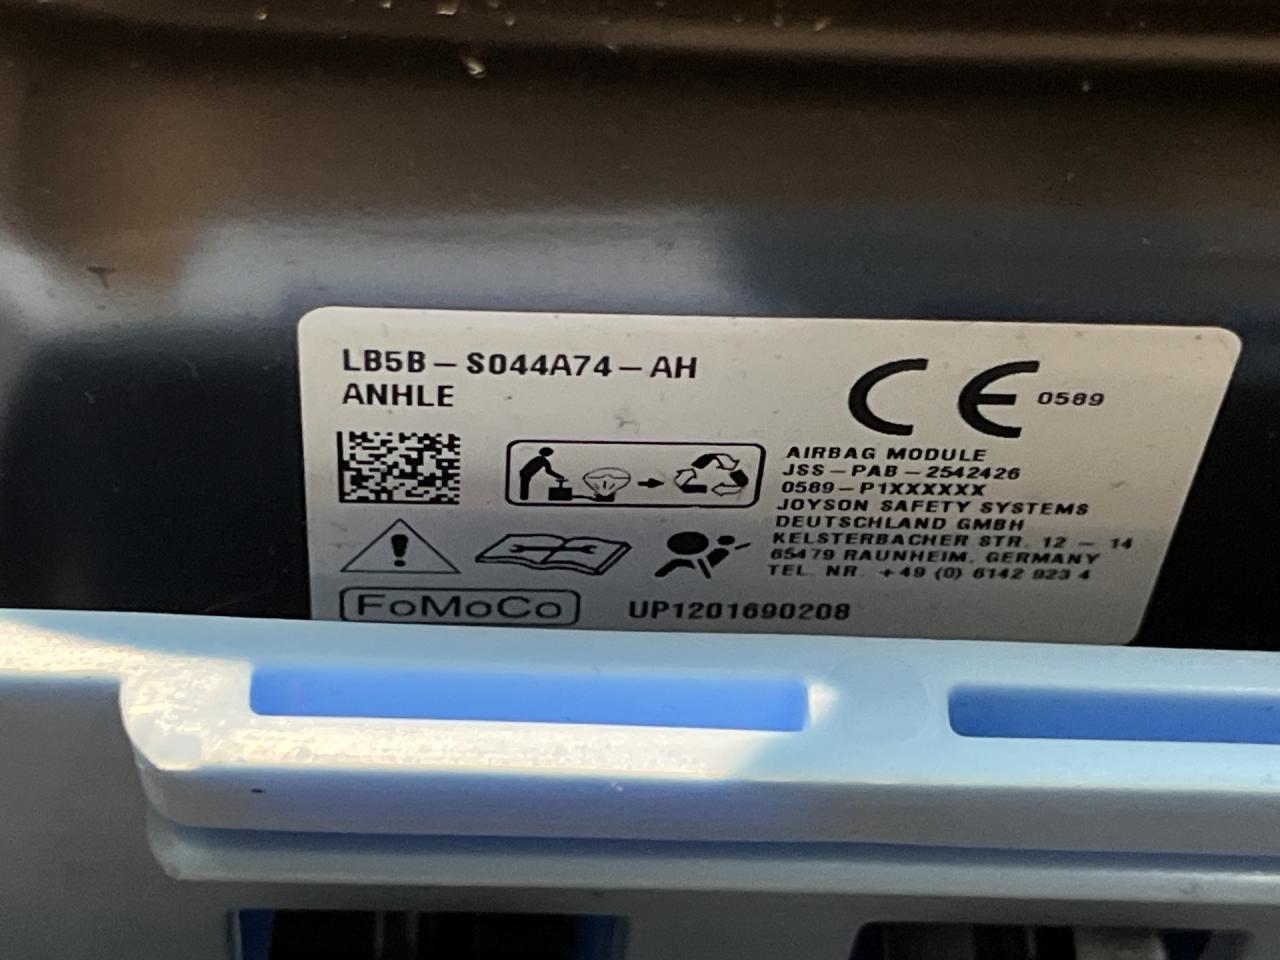 LB5B-S044A74-AH
ANHLE
CE 0589
AIRBAG MODULE
JSS-PAB-2542426
0589-P1XXXXXX
JOYSON SAFETY SYSTEMS
DEUTSCHLAND GMBH
KELSTERBACHER STR. 12 - 14
65479 RAUNHEIM, GERMANY
TEL. NR. +49 (0) 6142 923 4
FoMoCo
UP1201690208